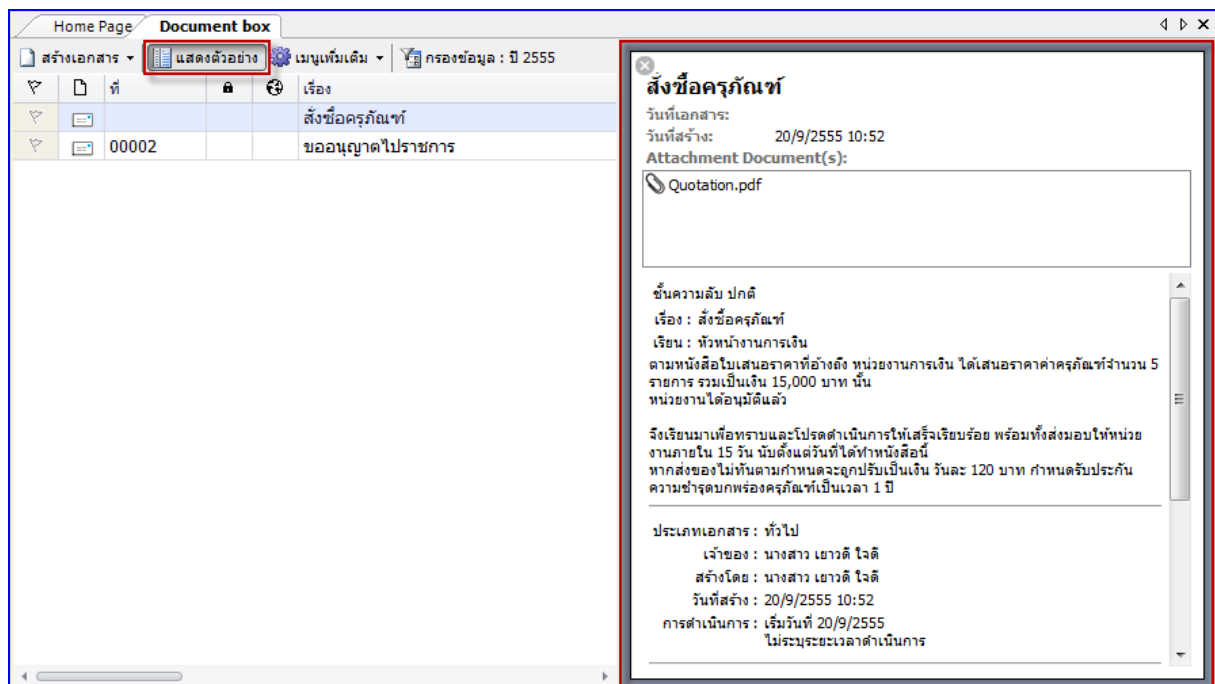 Home Page Document box
สร้างเอกสาร แสดงตัวอย่าง เมนูเพิ่มเติม กรองข้อมูล : ปี 2555
ที่ เรื่อง
สั่งซื้อครุภัณฑ์
00002 ขออนุญาตไปราชการ
สั่งซื้อครุภัณฑ์
วันที่เอกสาร:
วันที่สร้าง: 20/9/2555 10:52
Attachment Document(s):
Quotation.pdf
ชั้นความลับ ปกติ
เรื่อง : สั่งซื้อครุภัณฑ์
เรียน : หัวหน้างานการเงิน
ตามหนังสือใบเสนอราคาที่อ้างถึง หน่วยงานการเงิน ได้เสนอราคาค่าครุภัณฑ์จำนวน 5
รายการ รวมเป็นเงิน 15,000 บาท นั้น
หน่วยงานได้อนุมัติแล้ว
จึงเรียนมาเพื่อทราบและโปรดดำเนินการให้เสร็จเรียบร้อย พร้อมทั้งส่งมอบให้หน่วย
งานภายใน 15 วัน นับตั้งแต่วันที่ได้ทำหนังสือนี้
หากส่งของไม่ทันตามกำหนดจะถูกปรับเป็นเงิน วันละ 120 บาท กำหนดรับประกัน
ความชำรุดบกพร่องครุภัณฑ์เป็นเวลา 1 ปี
ประเภทเอกสาร : ทั่วไป
เจ้าของ : นางสาว เยาวดี ใจดี
สร้างโดย : นางสาว เยาวดี ใจดี
วันที่สร้าง : 20/9/2555 10:52
การดำเนินการ : เริ่มวันที่ 20/9/2555
ไม่ระบุระยะเวลาดำเนินการ